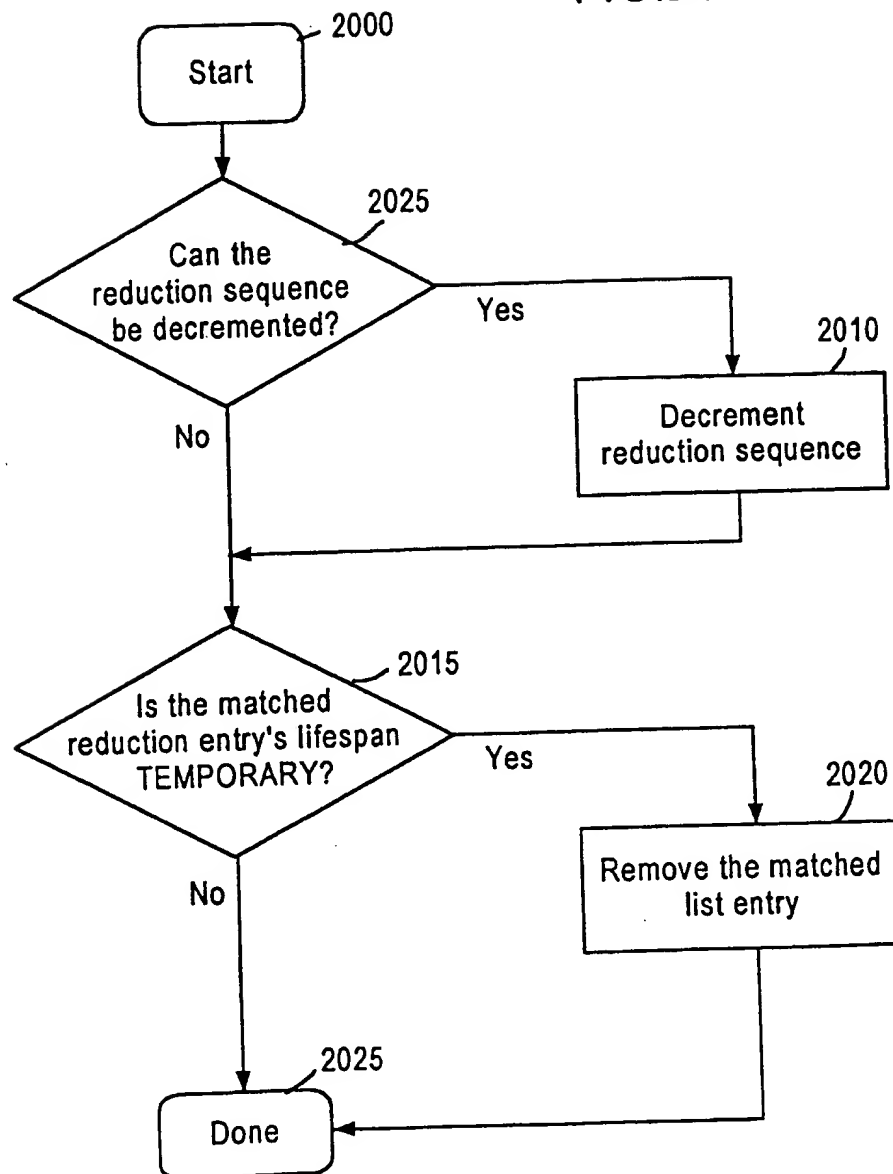 2000
Start
2025
Can the
reduction sequence
be decremented?
Yes
2010
Decrement
reduction sequence
No
2015
Is the matched
reduction entry's lifespan
TEMPORARY?
Yes
2020
Remove the matched
list entry
No
2025
Done